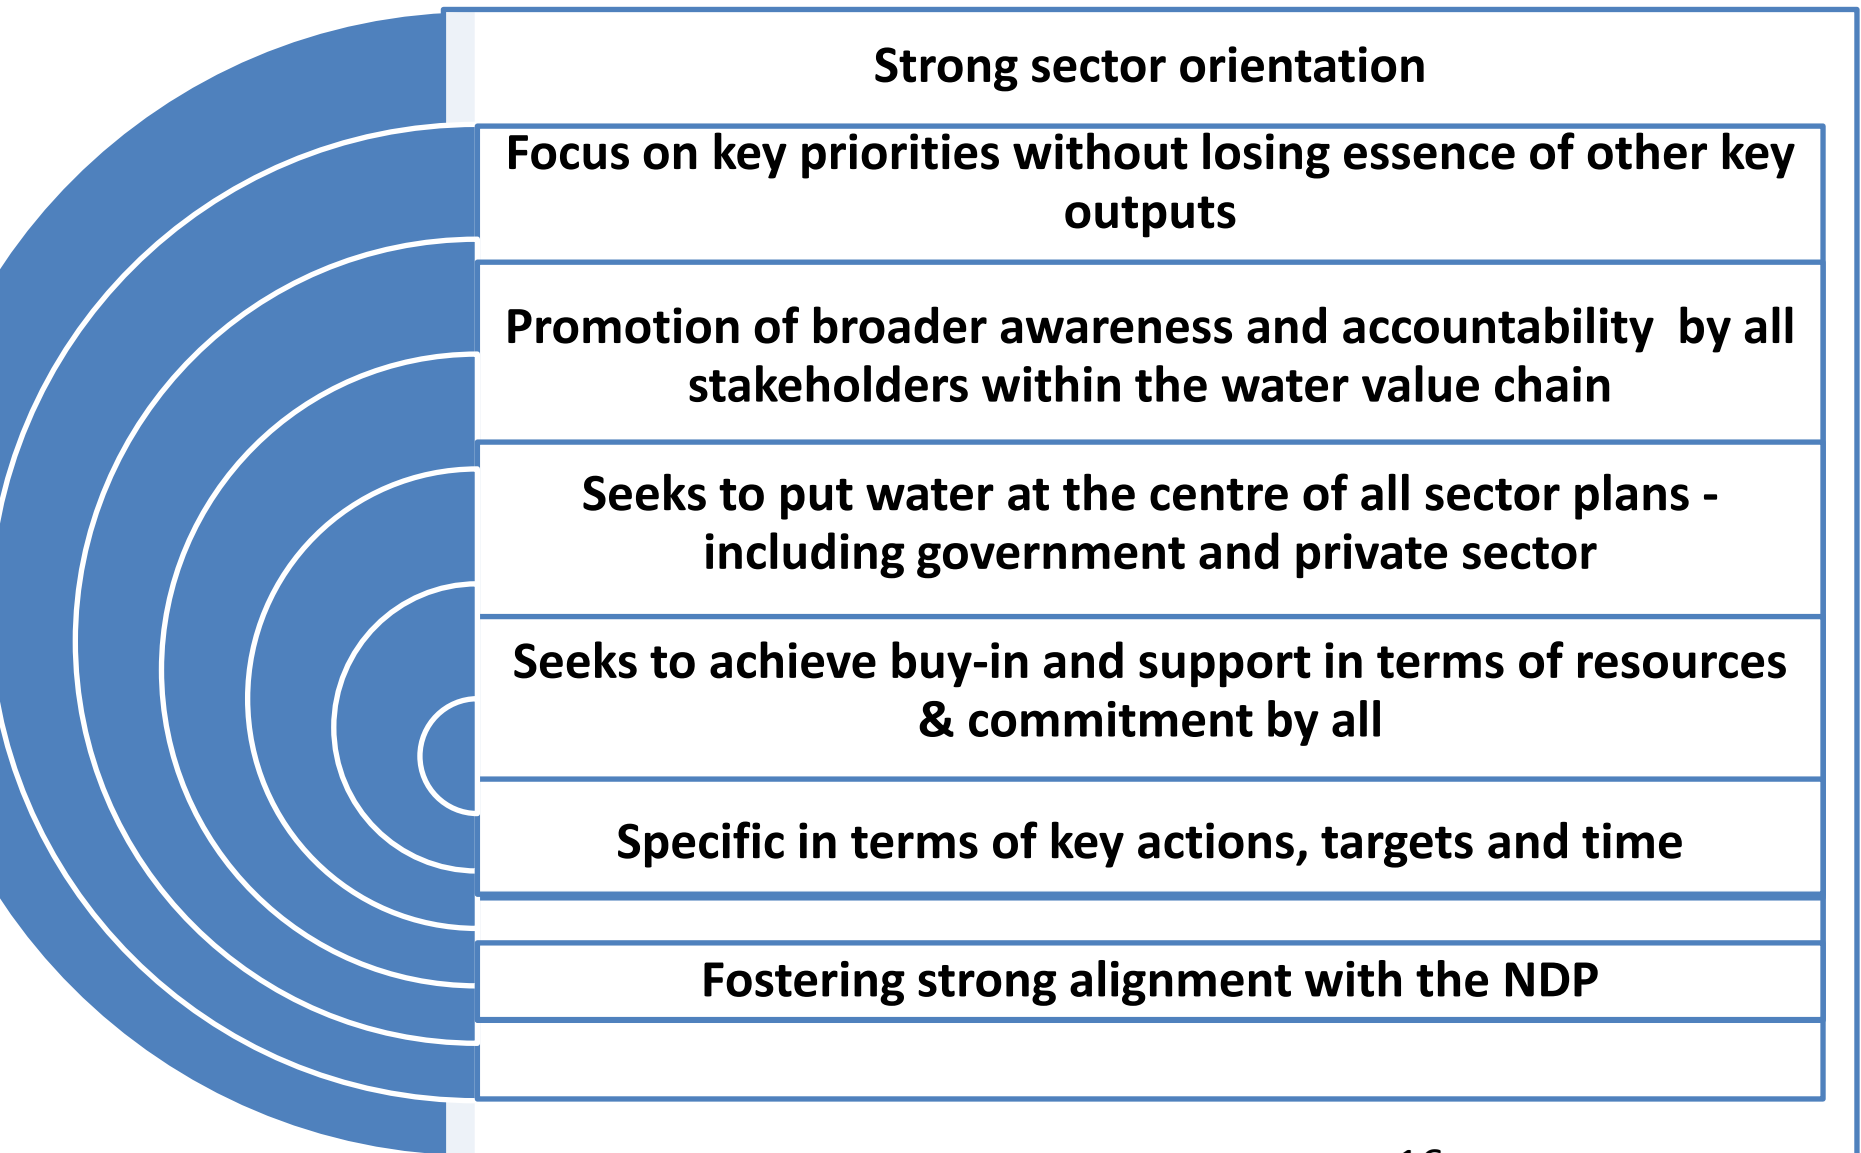 Strong sector orientation
Focus on key priorities without losing essence of other key
outputs
Promotion of broader awareness and accountability  by all
stakeholders within the water value chain
Seeks to put water at the centre of all sector plans -
including government and private sector
Seeks to achieve buy-in and support in terms of resources
& commitment by all
Specific in terms of key actions, targets and time
Fostering strong alignment with the NDP